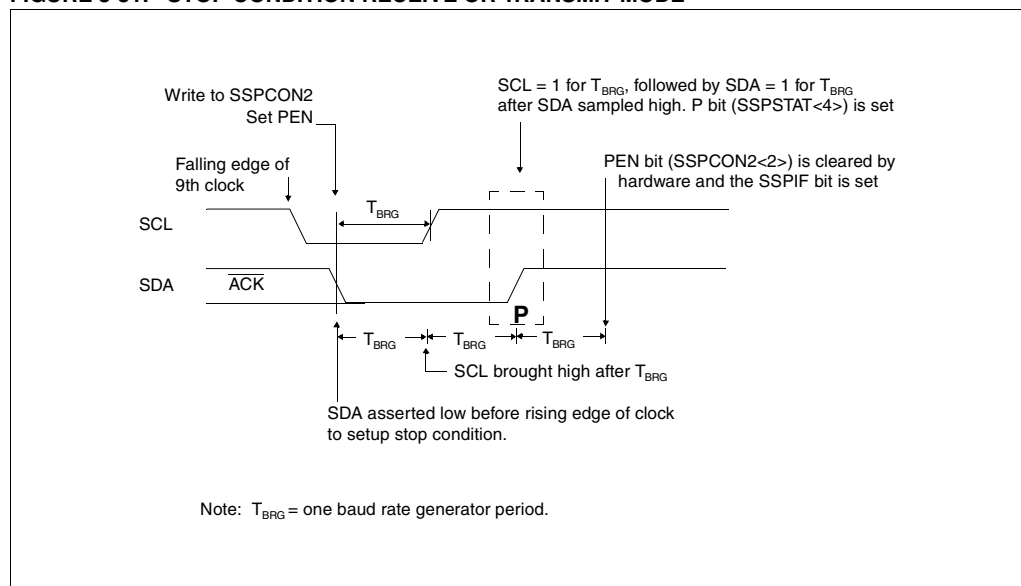 SCL = 1 for TBRG, followed by SDA = 1 for TBRG
after SDA sampled high. P bit (SSPSTAT<4>) is set
Write to SSPCON2
Set PEN
PEN bit (SSPCON2<2>) is cleared by
hardware and the SSPIF bit is set
Falling edge of
9th clock
TBRG
SCL
SDA
ACK
P
TBRG
TBRG
TBRG
SCL brought high after TBRG
SDA asserted low before rising edge of clock
to setup stop condition.
Note: TBRG = one baud rate generator period.